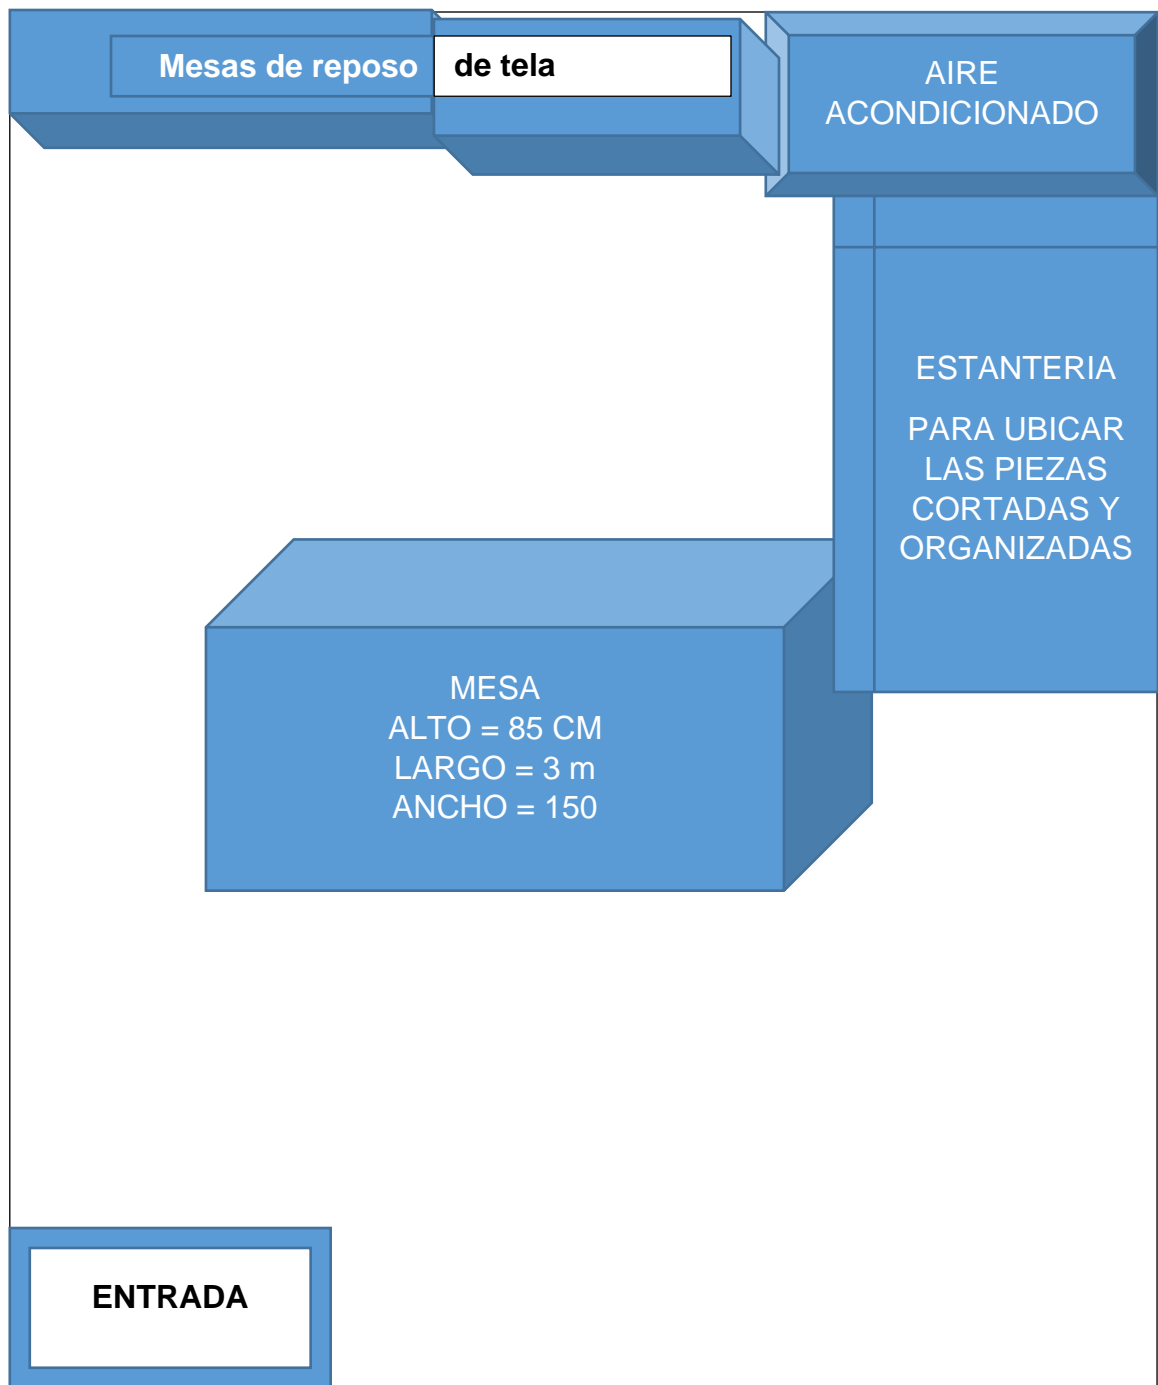 Mesas de reposo de tela
AIRE
ACONDICIONADO
ESTANTERIA
PARA UBICAR
LAS PIEZAS
CORTADAS Y
ORGANIZADAS
MESA
ALTO = 85 CM
LARGO = 3 m
ANCHO = 150
ENTRADA